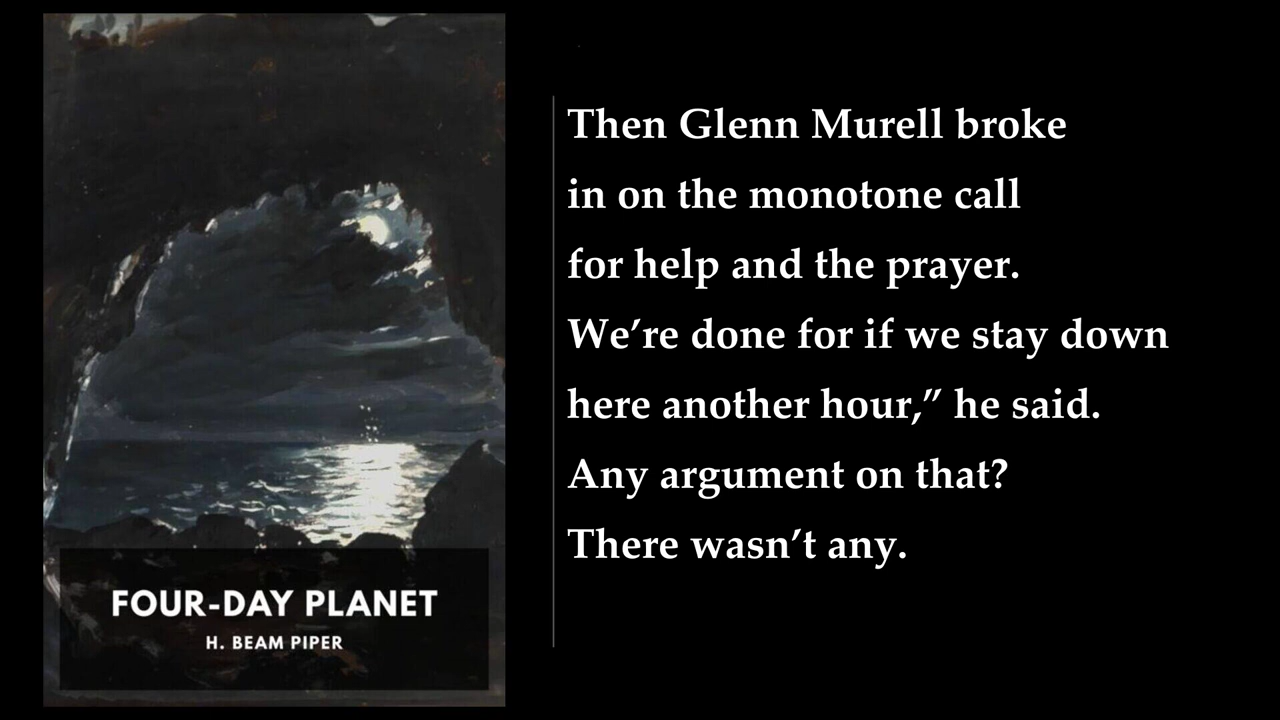 Then Glenn Murell broke
in on the monotone call
for help and the prayer.
We’re done for if we stay down
here another hour,” he said.
Any argument on that?
There wasn’t any.
FOUR-DAY PLANET
H. BEAM PIPER